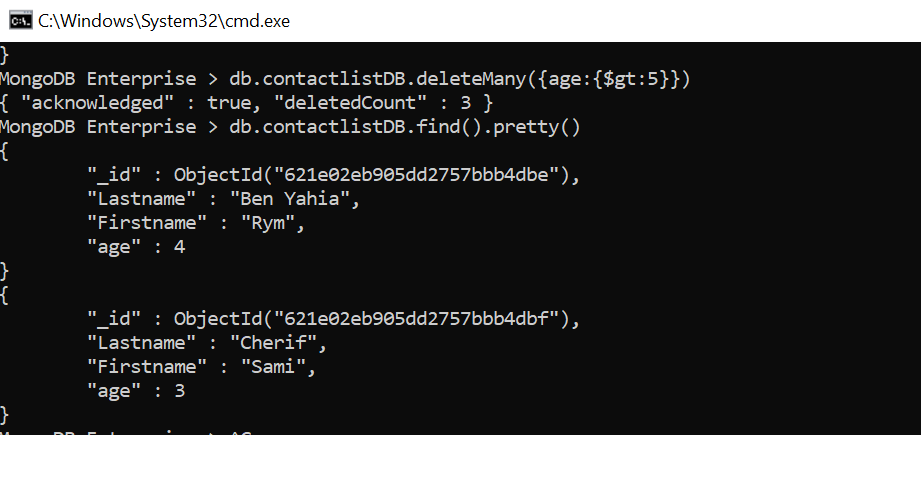 C:\Windows\System32\cmd.exe
}
MongoDB Enterprise > db.contactlistDB.deleteMany({age:{$gt:5}})
{ "acknowledged" : true, "deletedCount" : 3 }
MongoDB Enterprise > db.contactlistDB.find().pretty()
{
"_id" : ObjectId("621e02eb905dd2757bbb4dbe"),
"Lastname" : "Ben Yahia",
"Firstname" : "Rym",
"age" : 4
}
{
"_id" : ObjectId("621e02eb905dd2757bbb4dbf"),
"Lastname" : "Cherif",
"Firstname" : "Sami",
"age" : 3
}